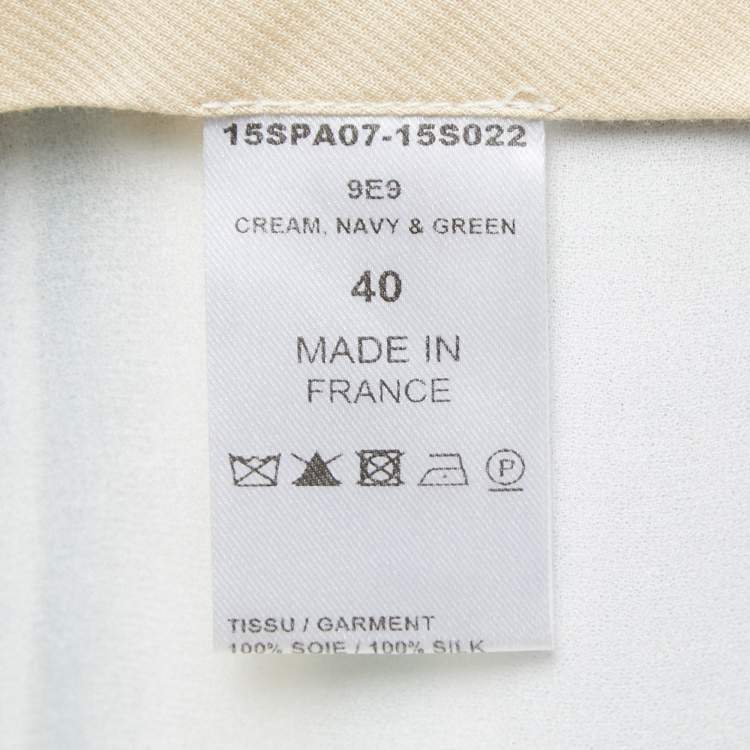 15SPA07-15S022
9E9
CREAM, NAVY & GREEN
40
MADE IN
FRANCE
P
TISSU / GARMENT
100% SOIE / 100% SILK